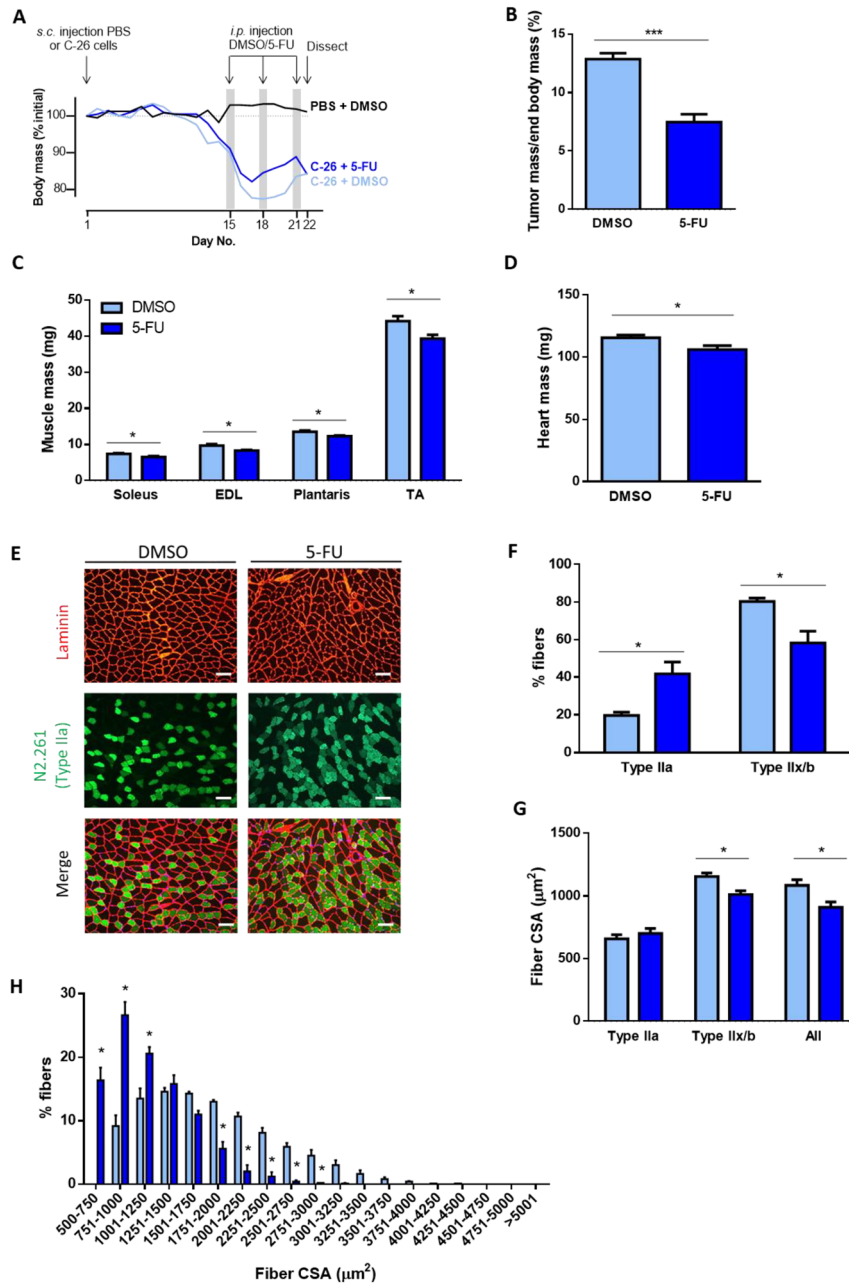 A
s.c. injection PBS
or C-26 cells
i.p. injection
DMSO/5-FU
Dissect
Body mass (% initial)
100
90
80
PBS + DMSO
C-26 + 5-FU
C-26 + DMSO
1
15
18
21 22
Day No.
B
Tumor mass/end body mass (%)
15
10
5
0
***
DMSO
5-FU
C
Muscle mass (mg)
50
40
30
20
10
0
DMSO
5-FU
*
*
*
*
Soleus
EDL
Plantaris
TA
D
Heart mass (mg)
150
100
50
0
*
DMSO
5-FU
E
DMSO
5-FU
Laminin
N2.261
(Type IIa)
Merge
F
% fibers
80
60
40
20
0
*
*
Type IIa
Type IIx/b
G
Fiber CSA (μm²)
1500
1000
500
0
*
*
Type IIa
Type IIx/b
All
H
% fibers
30
20
10
0
*
*
*
*
*
*
*
*
500-750
751-1000
1001-1250
1251-1500
1501-1750
1751-2000
2001-2250
2251-2500
2501-2750
2751-3000
3001-3250
3251-3500
3501-3750
3751-4000
4001-4250
4251-4500
4501-4750
4751-5000
>5001
Fiber CSA (μm²)